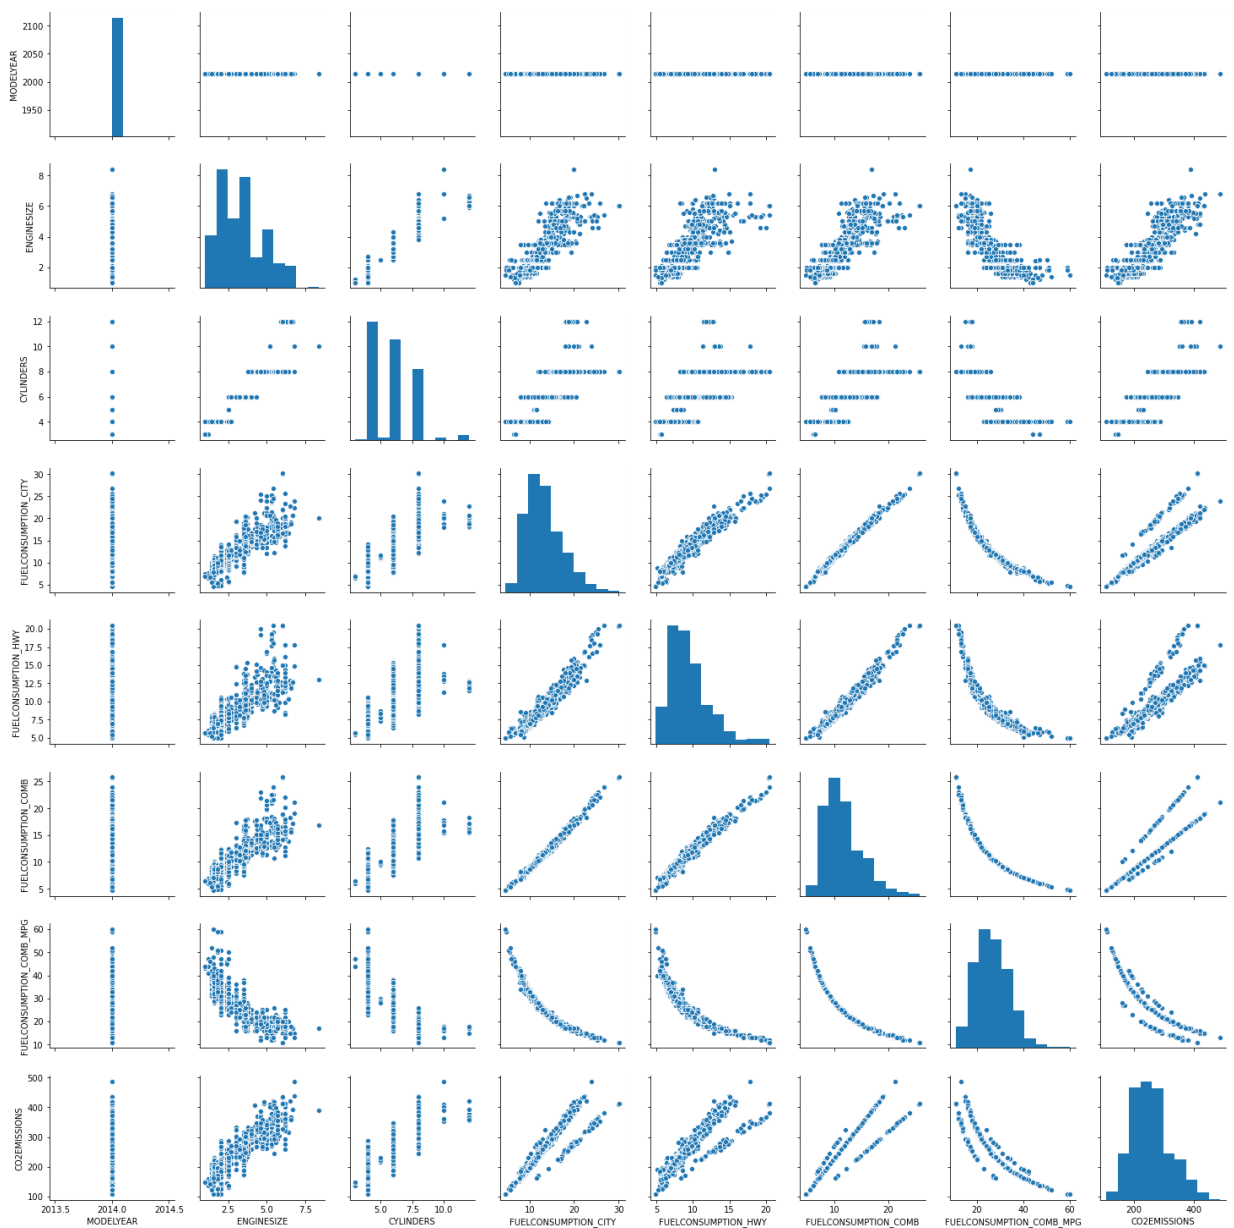 MODELYEAR
2100
2050
2000
1950
ENGINESIZE
8
6
4
2
CYLINDERS
12
10
8
6
4
FUELCONSUMPTION_CITY
30
25
20
15
10
5
FUELCONSUMPTION_HWY
20.0
17.5
15.0
12.5
10.0
7.5
5.0
FUELCONSUMPTION_COMB
25
20
15
10
5
FUELCONSUMPTION_COMB_MPG
60
50
40
30
20
10
CO2EMISSIONS
500
400
300
200
100
2013.5 2014.0 2014.5
MODELYEAR
2.5 5.0 7.5
ENGINESIZE
5.0 7.5 10.0 12.5
CYLINDERS
10 20 30
FUELCONSUMPTION_CITY
5 10 15 20
FUELCONSUMPTION_HWY
10 20
FUELCONSUMPTION_COMB
20 40 60
FUELCONSUMPTION_COMB_MPG
200 400
CO2EMISSIONS